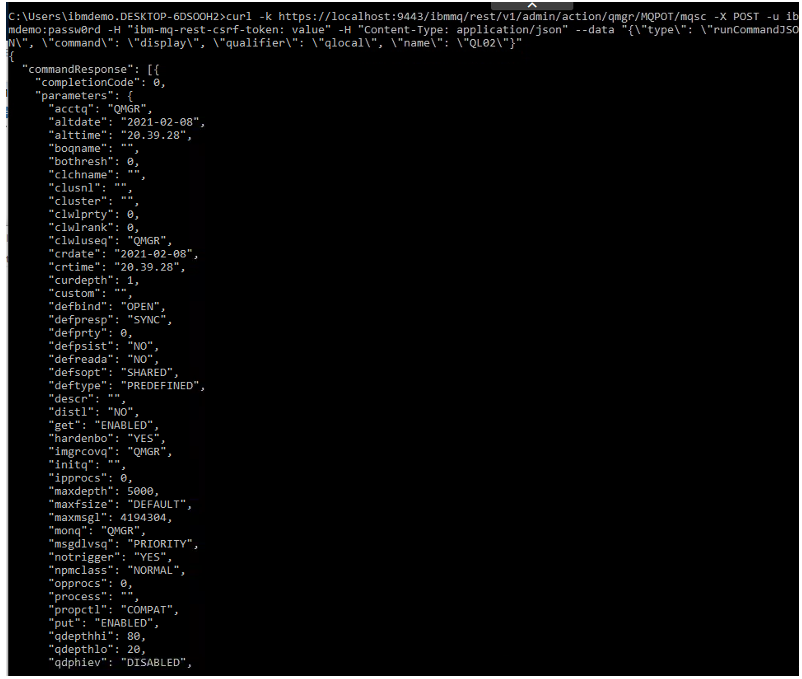 C:\Users\ibmdemo.DESKTOP-6DSOOH2>curl -k https://localhost:9443/ibmmq/rest/v1/admin/action/qmgr/MQPOT/mqsc -X POST -u ib
mdemo:passw0rd -H "ibm-mq-rest-csrf-token: value" -H "Content-Type: application/json" --data "{\"type\": \"runCommandJSO
N\", \"command\": \"display\", \"qualifier\": \"qlocal\", \"name\": \"QL02\"}"
{
  "commandResponse": [{
    "completionCode": 0,
    "parameters": {
      "acctq": "QMGR",
      "altdate": "2021-02-08",
      "alttime": "20.39.28",
      "boqname": "",
      "bothresh": 0,
      "clchname": "",
      "clusnl": "",
      "cluster": "",
      "clwlprty": 0,
      "clwlrank": 0,
      "clwluseq": "QMGR",
      "crdate": "2021-02-08",
      "crtime": "20.39.28",
      "curdepth": 1,
      "custom": "",
      "defbind": "OPEN",
      "defpresp": "SYNC",
      "defprty": 0,
      "defpsist": "NO",
      "defreada": "NO",
      "defsopt": "SHARED",
      "deftype": "PREDEFINED",
      "descr": "",
      "distl": "NO",
      "get": "ENABLED",
      "hardenbo": "YES",
      "imgrcovq": "QMGR",
      "initq": "",
      "ipprocs": 0,
      "maxdepth": 5000,
      "maxfsize": "DEFAULT",
      "maxmsgl": 4194304,
      "monq": "QMGR",
      "msgdlvsq": "PRIORITY",
      "notrigger": "YES",
      "npmclass": "NORMAL",
      "opprocs": 0,
      "process": "",
      "propctl": "COMPAT",
      "put": "ENABLED",
      "qdepthhi": 80,
      "qdepthlo": 20,
      "qdphiev": "DISABLED",